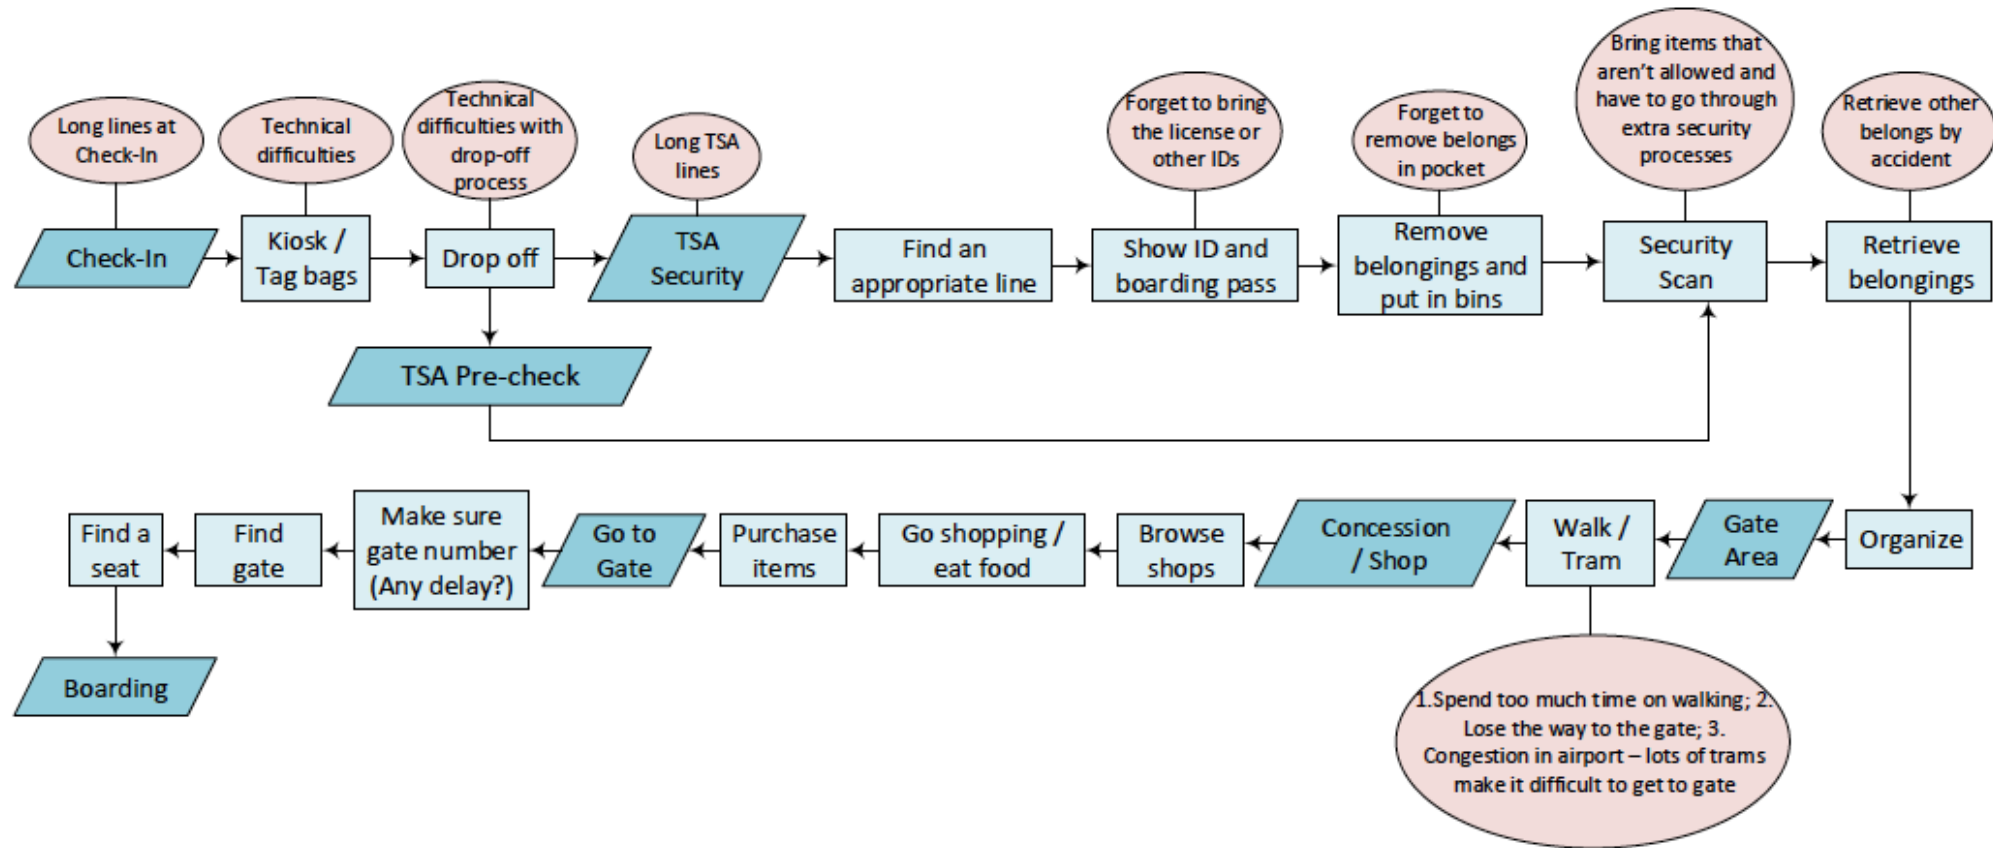 Long lines at
Check-In
Technical
difficulties
Technical
difficulties with
drop-off
process
Long TSA
lines
Forget to bring
the license or
other IDs
Forget to
remove belongs
in pocket
Bring items that
aren't allowed and
have to go through
extra security
processes
Retrieve other
belongs by
accident
Check-In
Kiosk /
Tag bags
Drop off
TSA
Security
Find an
appropriate line
Show ID and
boarding pass
Remove
belongings and
put in bins
Security
Scan
Retrieve
belongings
TSA Pre-check
Find a
seat
Find
gate
Make sure
gate number
(Any delay?)
Go to
Gate
Purchase
items
Go shopping /
eat food
Browse
shops
Concession
/ Shop
Walk /
Tram
Gate
Area
Organize
Boarding
1.Spend too much time on walking; 2.
Lose the way to the gate; 3.
Congestion in airport – lots of trams
make it difficult to get to gate